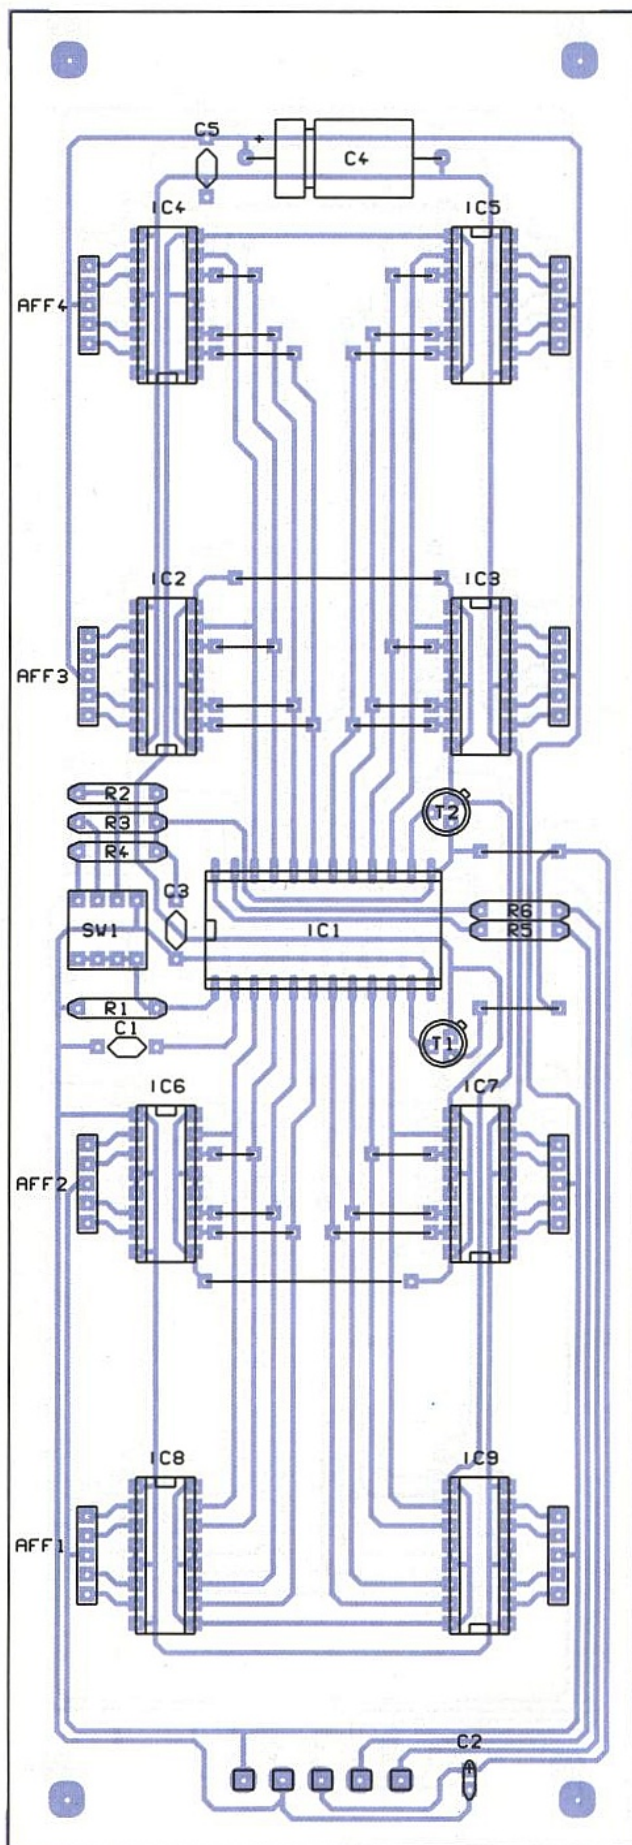 C5
C4
+
IC4
IC5
AFF4
IC2
IC3
AFF3
R2
R3
R4
T2
C3
SW1
IC1
R6
R5
R1
C1
T1
IC6
IC7
AFF2
IC8
IC9
AFF1
C2
+